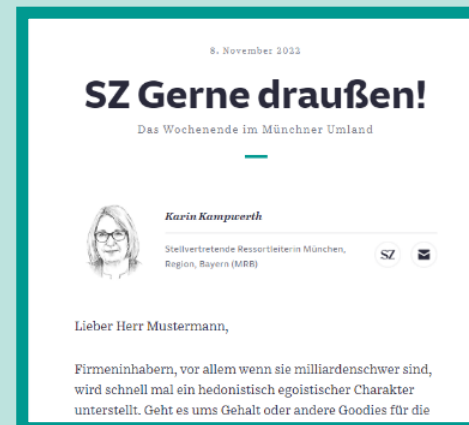 8. November 2022
SZ Gerne draußen!
Das Wochenende im Münchner Umland
Karin Kampwerth
Stellvertretende Ressortleiterin München,
Region, Bayern (MRB)
SZ
Lieber Herr Mustermann,
Firmeninhabern, vor allem wenn sie milliardenschwer sind,
wird schnell mal ein hedonistisch egoistischer Charakter
unterstellt. Geht es ums Gehalt oder andere Goodies für die